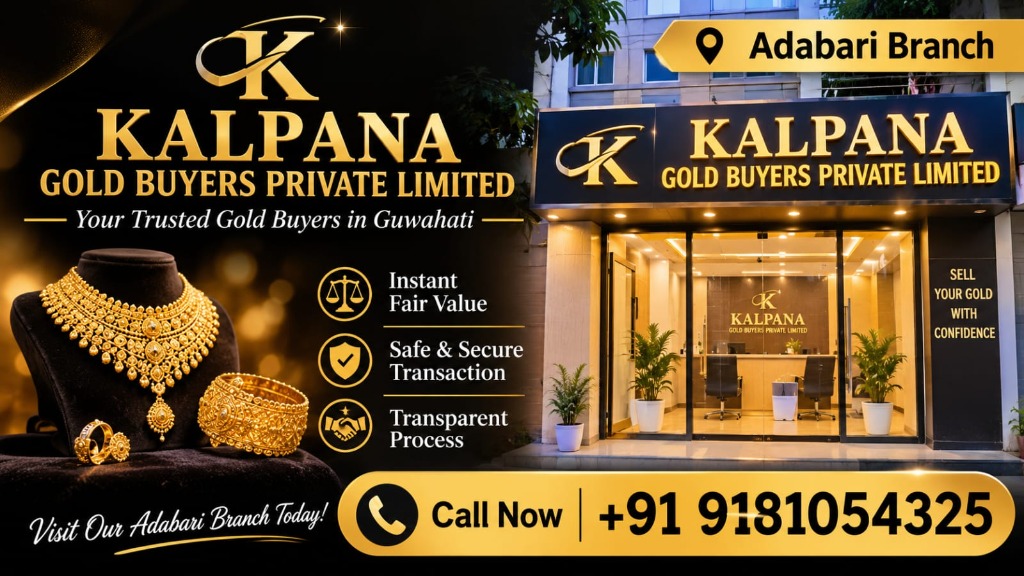 K
KALPANA
GOLD BUYERS PRIVATE LIMITED
Your Trusted Gold Buyers in Guwahati
Instant
Fair Value
Safe & Secure
Transaction
Transparent
Process
Visit Our Adabari Branch Today!
Adabari Branch
K
KALPANA
GOLD BUYERS PRIVATE LIMITED
K
KALPANA
GOLD BUYERS PRIVATE LIMITED
SELL
YOUR GOLD
WITH
CONFIDENCE
Call Now
+91 9181054325